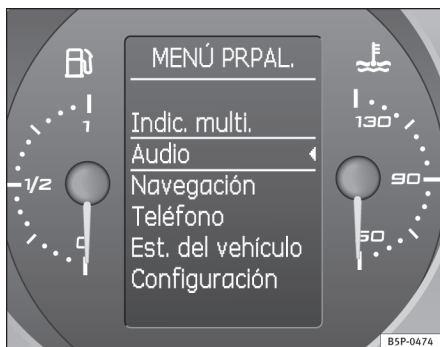 MENÚ PRPAL.
Indic. multi.
Audio
Navegación
Teléfono
Est. del vehículo
Configuración
1
1/2
0
130
90
50
B5P-0474